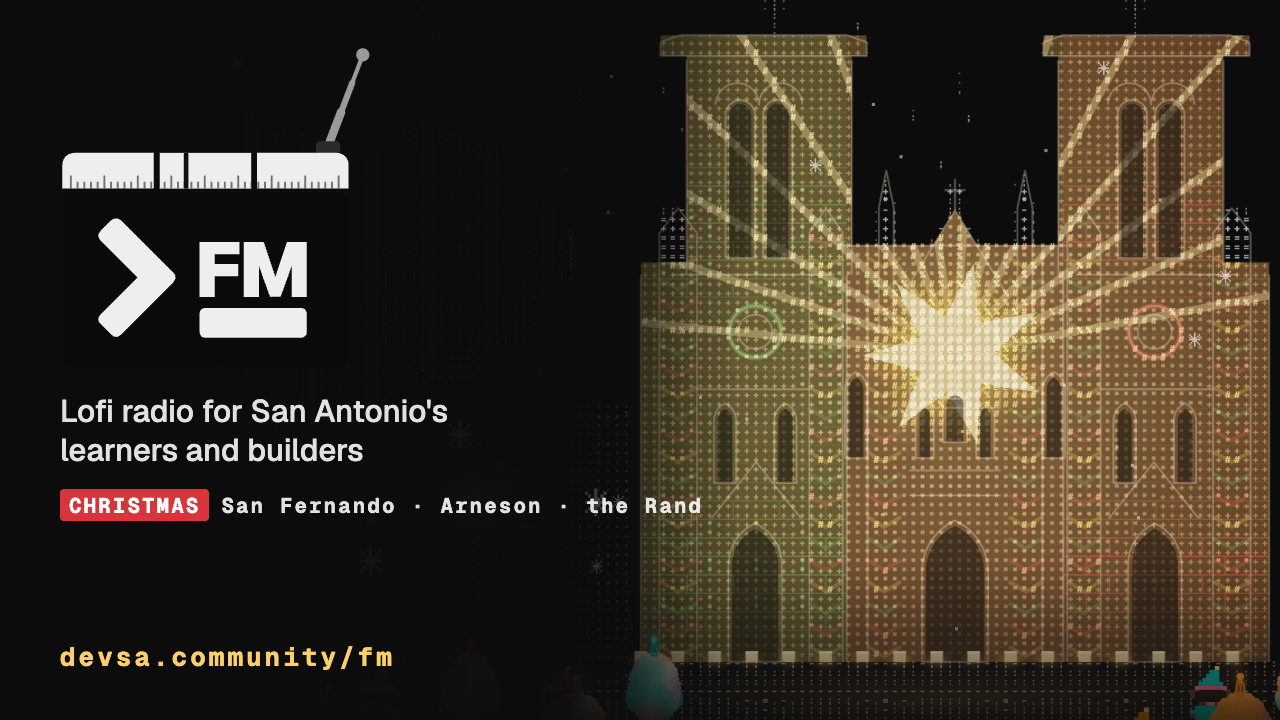 FM
Lofi radio for San Antonio's
learners and builders
CHRISTMAS San Fernando · Arneson · the Rand
devsa.community/fm